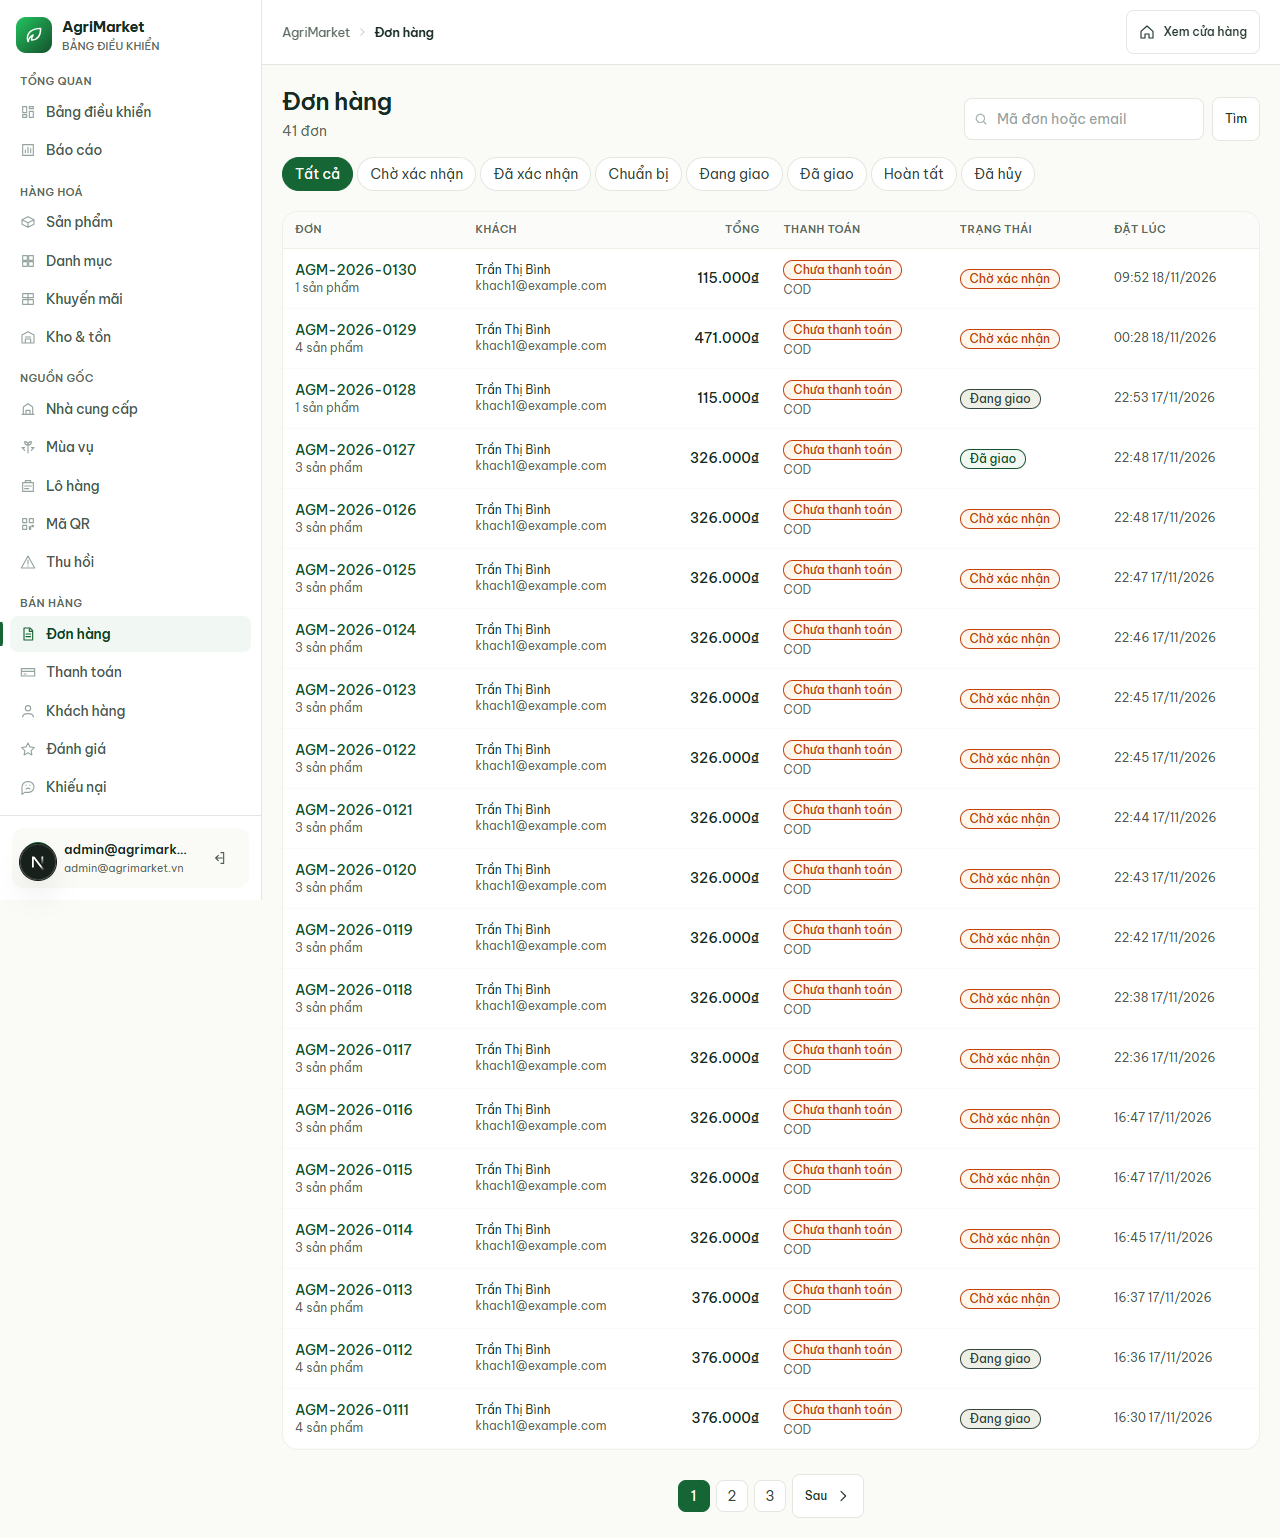 AgriMarket
BẢNG ĐIỀU KHIỂN
TỔNG QUAN
Bảng điều khiển
Báo cáo
HÀNG HOÁ
Sản phẩm
Danh mục
Khuyến mãi
Kho & tồn
NGUỒN GỐC
Nhà cung cấp
Mùa vụ
Lô hàng
Mã QR
Thu hồi
BÁN HÀNG
Đơn hàng
Thanh toán
Khách hàng
Đánh giá
Khiếu nại
N
admin@agrimark...
admin@agrimarket.vn
AgriMarket > Đơn hàng
Xem cửa hàng
Đơn hàng
41 đơn
Mã đơn hoặc email
Tìm
Tất cả Chờ xác nhận Đã xác nhận Chuẩn bị Đang giao Đã giao Hoàn tất Đã hủy
ĐƠN KHÁCH TỔNG THANH TOÁN TRẠNG THÁI ĐẶT LÚC
AGM-2026-0130 Trần Thị Bình 115.000₫ Chưa thanh toán Chờ xác nhận 09:52 18/11/2026
1 sản phẩm khach1@example.com COD
AGM-2026-0129 Trần Thị Bình 471.000₫ Chưa thanh toán Chờ xác nhận 00:28 18/11/2026
4 sản phẩm khach1@example.com COD
AGM-2026-0128 Trần Thị Bình 115.000₫ Chưa thanh toán Đang giao 22:53 17/11/2026
1 sản phẩm khach1@example.com COD
AGM-2026-0127 Trần Thị Bình 326.000₫ Chưa thanh toán Đã giao 22:48 17/11/2026
3 sản phẩm khach1@example.com COD
AGM-2026-0126 Trần Thị Bình 326.000₫ Chưa thanh toán Chờ xác nhận 22:48 17/11/2026
3 sản phẩm khach1@example.com COD
AGM-2026-0125 Trần Thị Bình 326.000₫ Chưa thanh toán Chờ xác nhận 22:47 17/11/2026
3 sản phẩm khach1@example.com COD
AGM-2026-0124 Trần Thị Bình 326.000₫ Chưa thanh toán Chờ xác nhận 22:46 17/11/2026
3 sản phẩm khach1@example.com COD
AGM-2026-0123 Trần Thị Bình 326.000₫ Chưa thanh toán Chờ xác nhận 22:45 17/11/2026
3 sản phẩm khach1@example.com COD
AGM-2026-0122 Trần Thị Bình 326.000₫ Chưa thanh toán Chờ xác nhận 22:45 17/11/2026
3 sản phẩm khach1@example.com COD
AGM-2026-0121 Trần Thị Bình 326.000₫ Chưa thanh toán Chờ xác nhận 22:44 17/11/2026
3 sản phẩm khach1@example.com COD
AGM-2026-0120 Trần Thị Bình 326.000₫ Chưa thanh toán Chờ xác nhận 22:43 17/11/2026
3 sản phẩm khach1@example.com COD
AGM-2026-0119 Trần Thị Bình 326.000₫ Chưa thanh toán Chờ xác nhận 22:42 17/11/2026
3 sản phẩm khach1@example.com COD
AGM-2026-0118 Trần Thị Bình 326.000₫ Chưa thanh toán Chờ xác nhận 22:38 17/11/2026
3 sản phẩm khach1@example.com COD
AGM-2026-0117 Trần Thị Bình 326.000₫ Chưa thanh toán Chờ xác nhận 22:36 17/11/2026
3 sản phẩm khach1@example.com COD
AGM-2026-0116 Trần Thị Bình 326.000₫ Chưa thanh toán Chờ xác nhận 16:47 17/11/2026
3 sản phẩm khach1@example.com COD
AGM-2026-0115 Trần Thị Bình 326.000₫ Chưa thanh toán Chờ xác nhận 16:47 17/11/2026
3 sản phẩm khach1@example.com COD
AGM-2026-0114 Trần Thị Bình 326.000₫ Chưa thanh toán Chờ xác nhận 16:45 17/11/2026
3 sản phẩm khach1@example.com COD
AGM-2026-0113 Trần Thị Bình 376.000₫ Chưa thanh toán Chờ xác nhận 16:37 17/11/2026
4 sản phẩm khach1@example.com COD
AGM-2026-0112 Trần Thị Bình 376.000₫ Chưa thanh toán Đang giao 16:36 17/11/2026
4 sản phẩm khach1@example.com COD
AGM-2026-0111 Trần Thị Bình 376.000₫ Chưa thanh toán Đang giao 16:30 17/11/2026
4 sản phẩm khach1@example.com COD
1 2 3 Sau